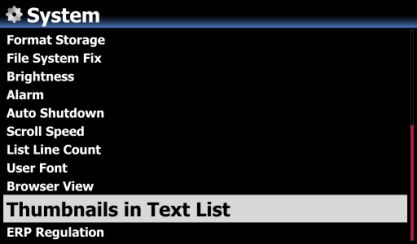 System
Format Storage
File System Fix
Brightness
Alarm
Auto Shutdown
Scroll Speed
List Line Count
User Font
Browser View
Thumbnails in Text List
ERP Regulation